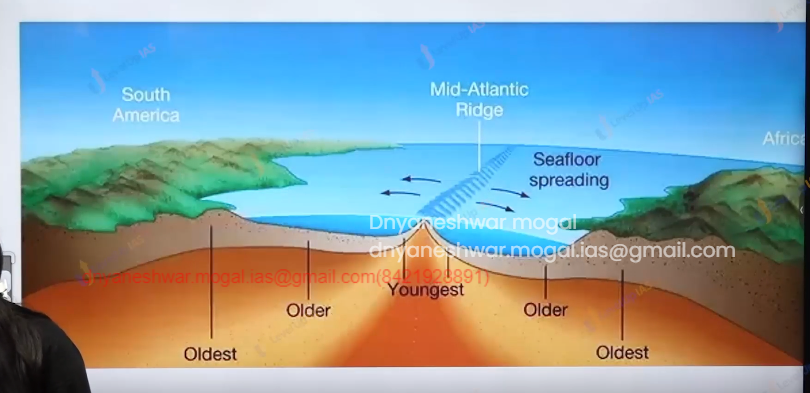 South
America
Mid-Atlantic
Ridge
Afric
Seafloor
spreading
Dnyaneshwar mogal
dnyaneshwar.mogal.ias@gmail.com
dnyaneshwar.mogal.ias@gmail.com(8421928891)
Youngest
Older
Older
Oldest
Oldest